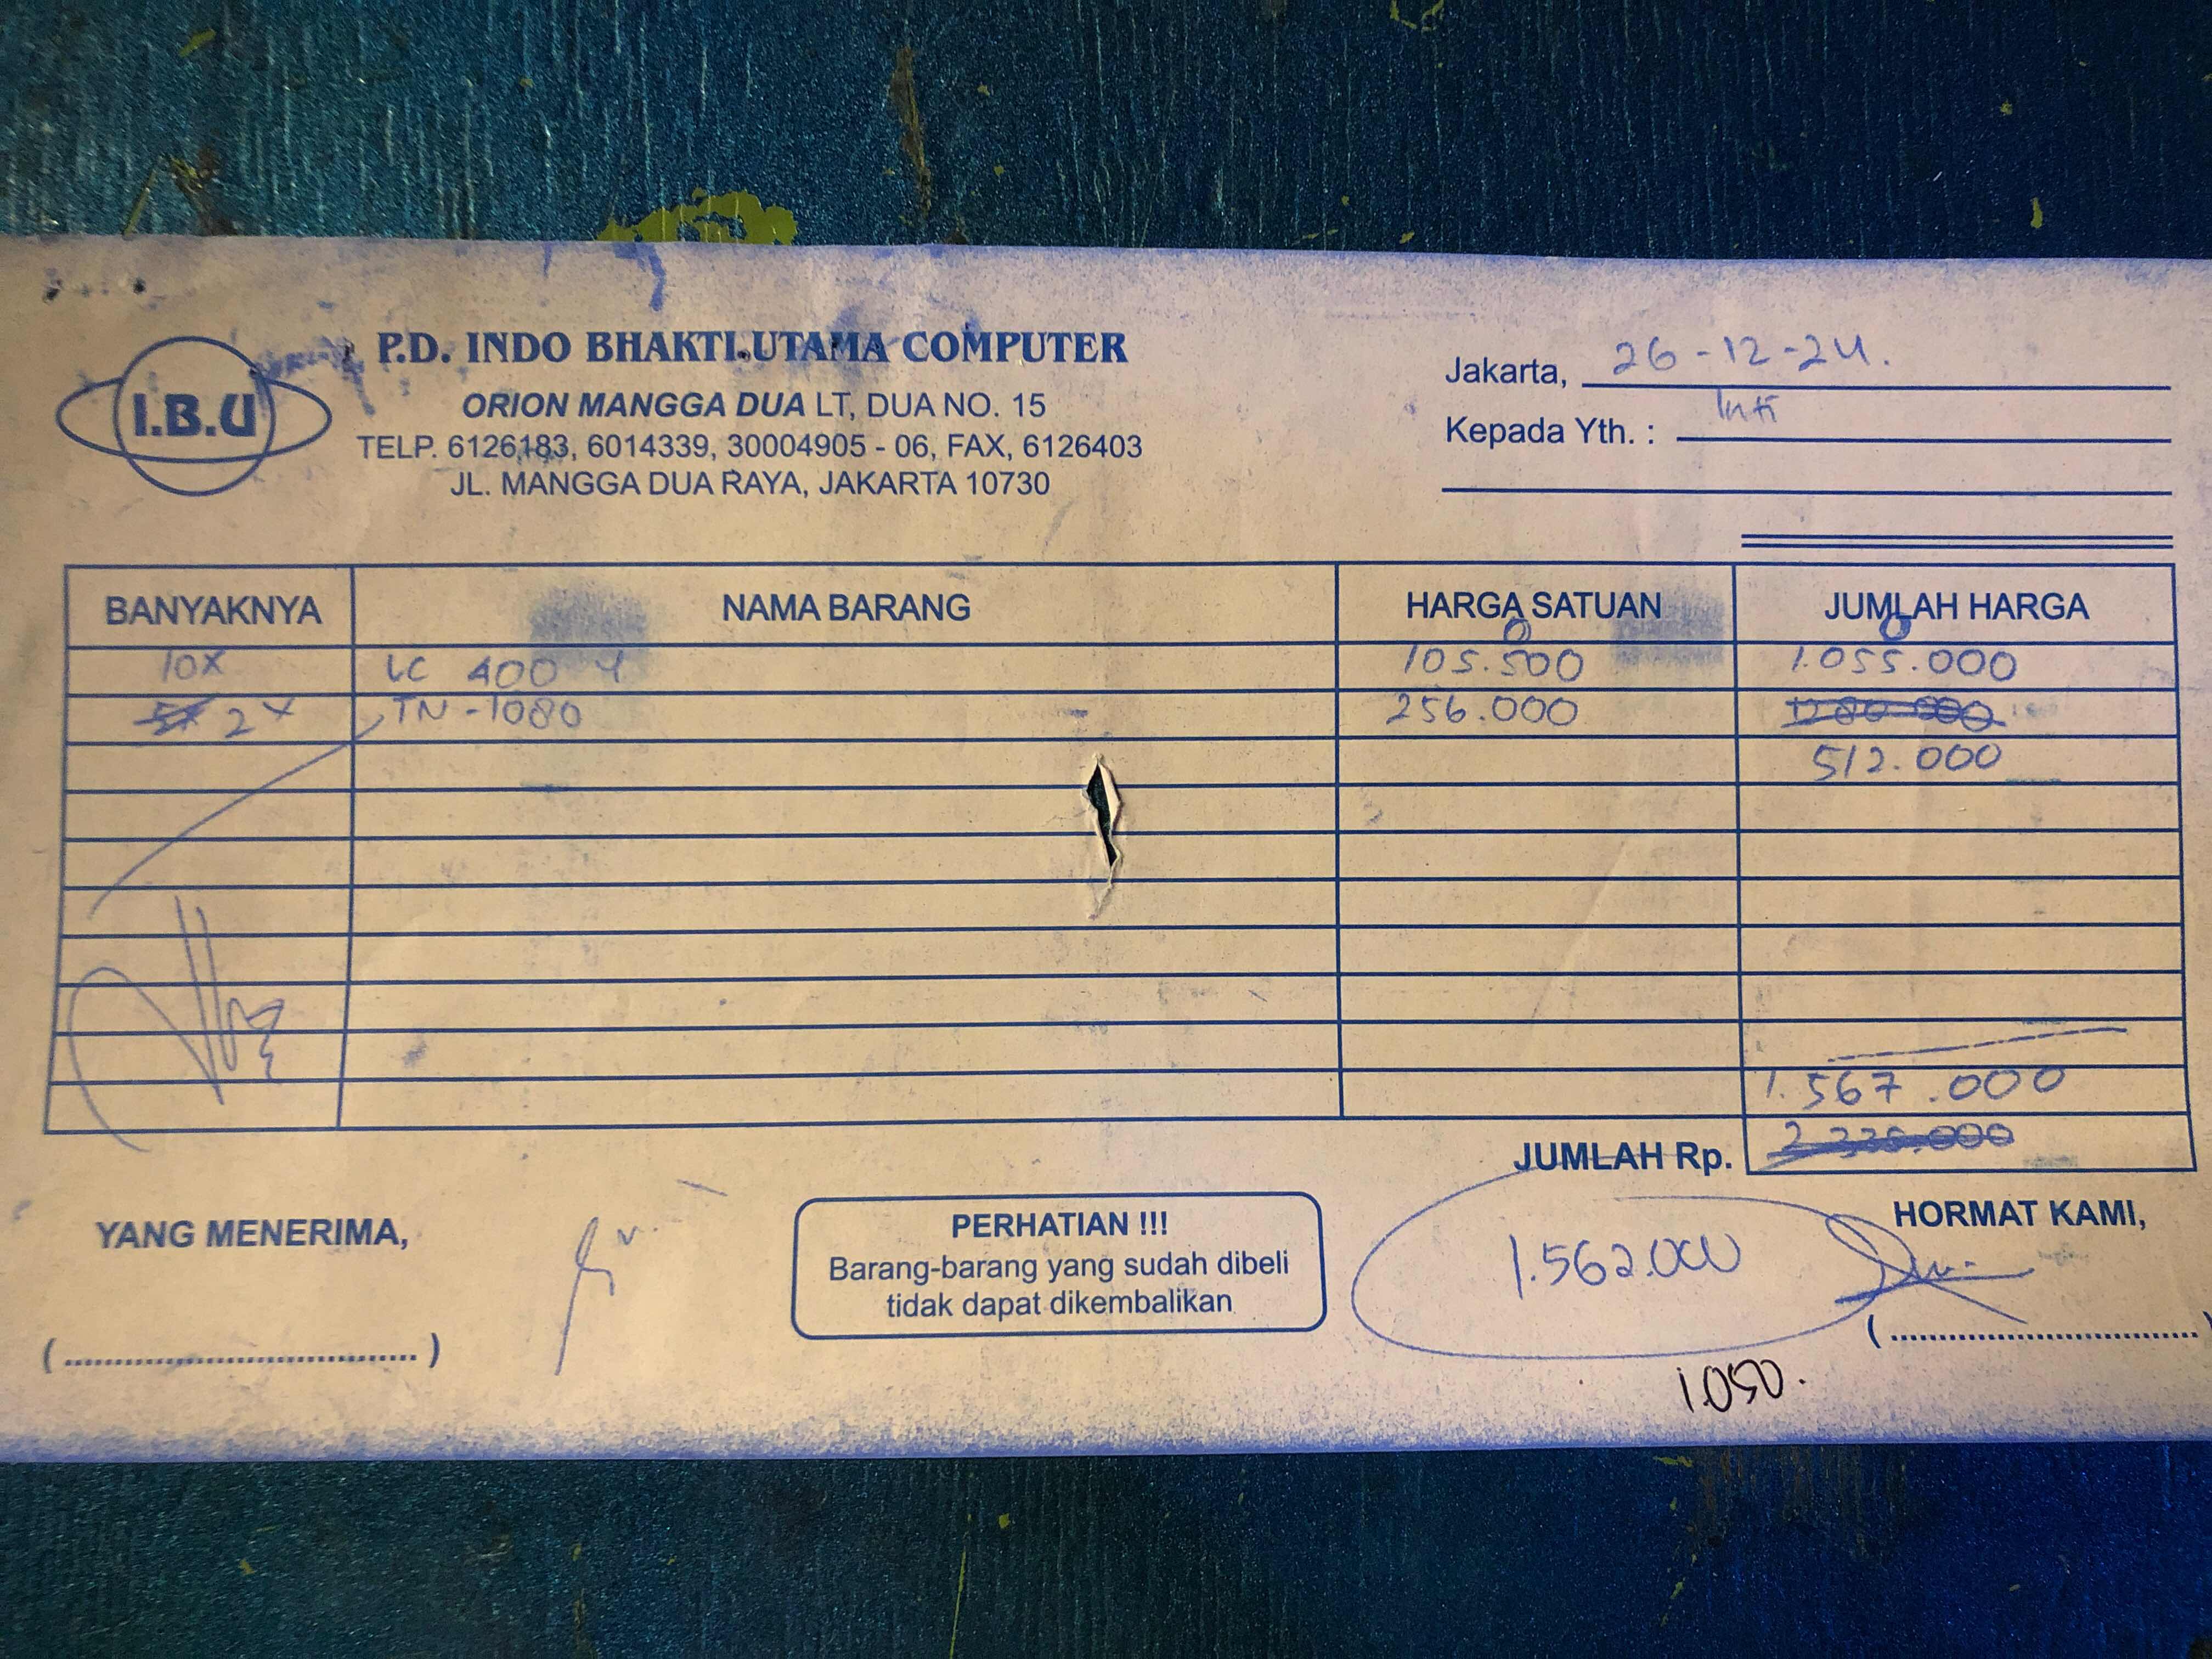 P.D. INDO BHAKTI UTAMA COMPUTER
I.B.U
ORION MANGGA DUA LT, DUA NO. 15
TELP. 6126183, 6014339, 30004905 - 06, FAX, 6126403
JL. MANGGA DUA RAYA, JAKARTA 10730
Jakarta, 26-12-24.
Kepada Yth. : Inti
BANYAKNYA NAMA BARANG HARGA SATUAN JUMLAH HARGA
10X LC 400 Y 105.500 1.055.000
2X TN-1080 256.000
512.000
1.567.000
JUMLAH Rp.
YANG MENERIMA,
PERHATIAN !!!
Barang-barang yang sudah dibeli
tidak dapat dikembalikan
1.562.000
HORMAT KAMI,
1.050.